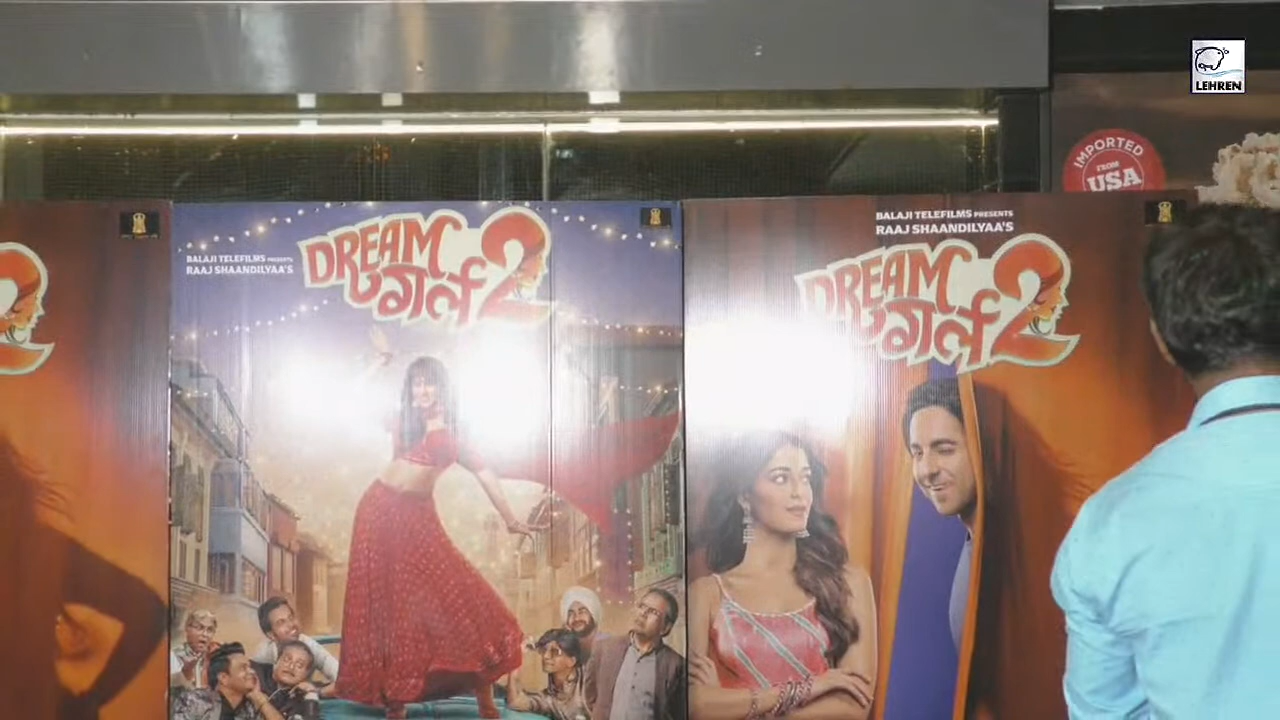 LEHREN
IMPORTED
FROM
USA
2
BALAJI TELEFILMS PRESENTS
RAAJ SHAANDILYAA'S
DREAM
गर्ल 2
BALAJI TELEFILMS PRESENTS
RAAJ SHAANDILYAA'S
DREAM
गर्ल 2